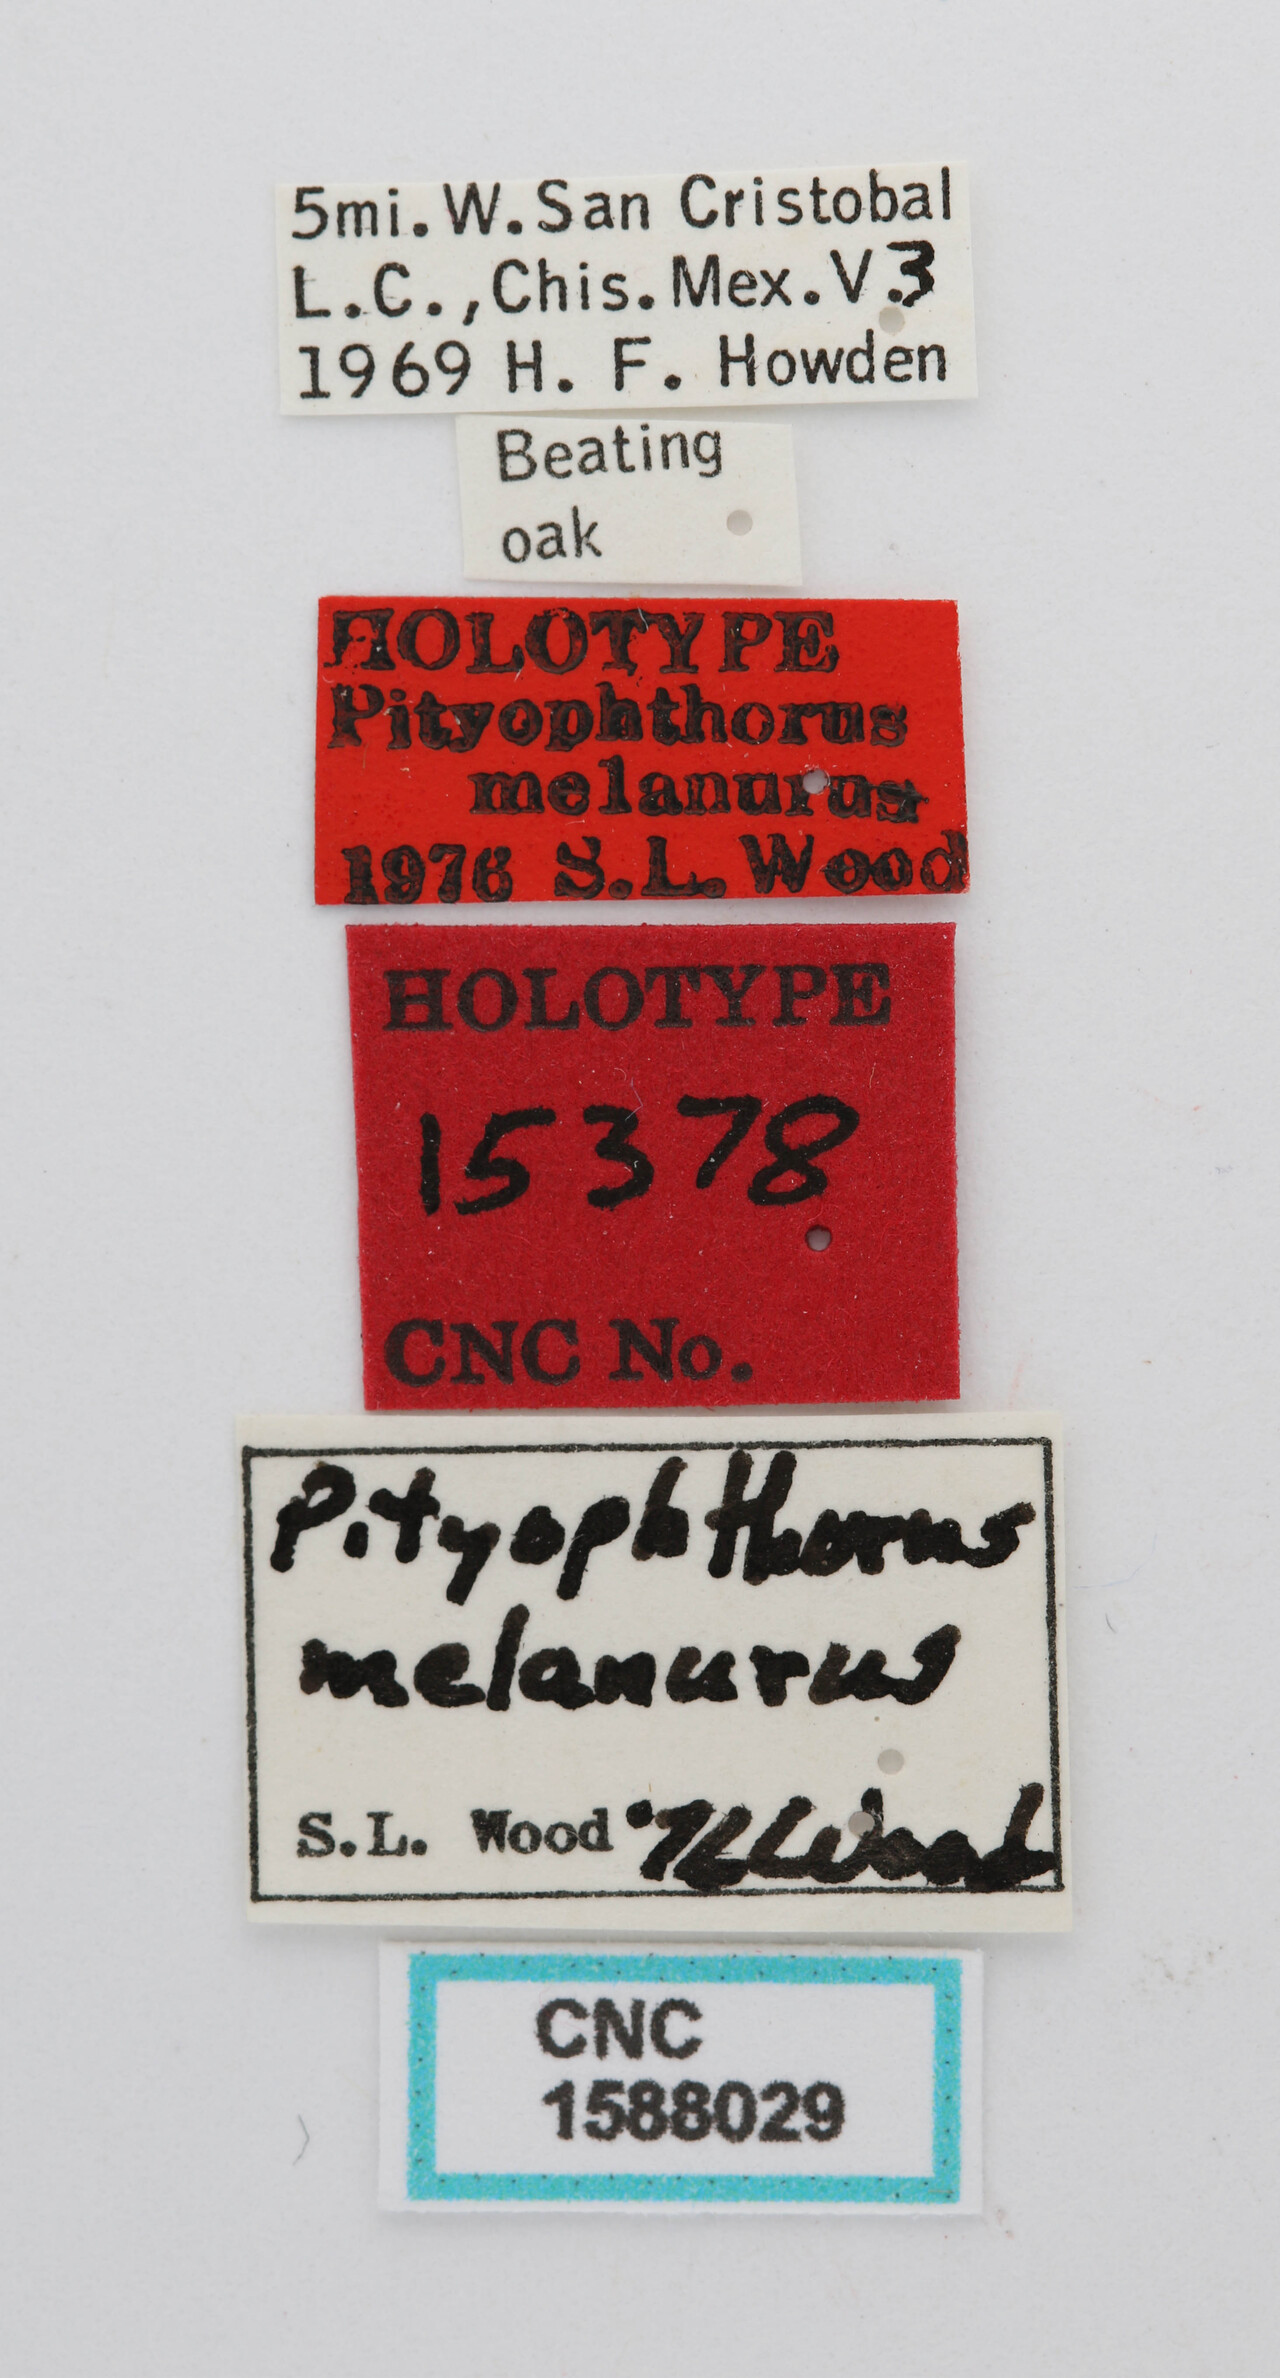 5mi. W. San Cristobal
L.C., Chis. Mex. V.3
1969 H. F. Howden
Beating
oak
HOLOTYPE
Pityophthorus
melanurus
1976 S.L. Wood
HOLOTYPE
15378
CNC No.
Pityophthorus
melanurus
S.L. Wood
CNC
1588029